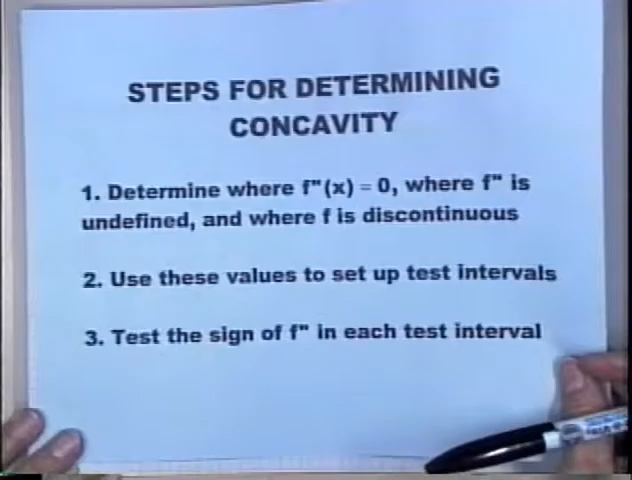 STEPS FOR DETERMINING
CONCAVITY
1. Determine where f"(x) = 0, where f" is
undefined, and where f is discontinuous
2. Use these values to set up test intervals
3. Test the sign of f" in each test interval